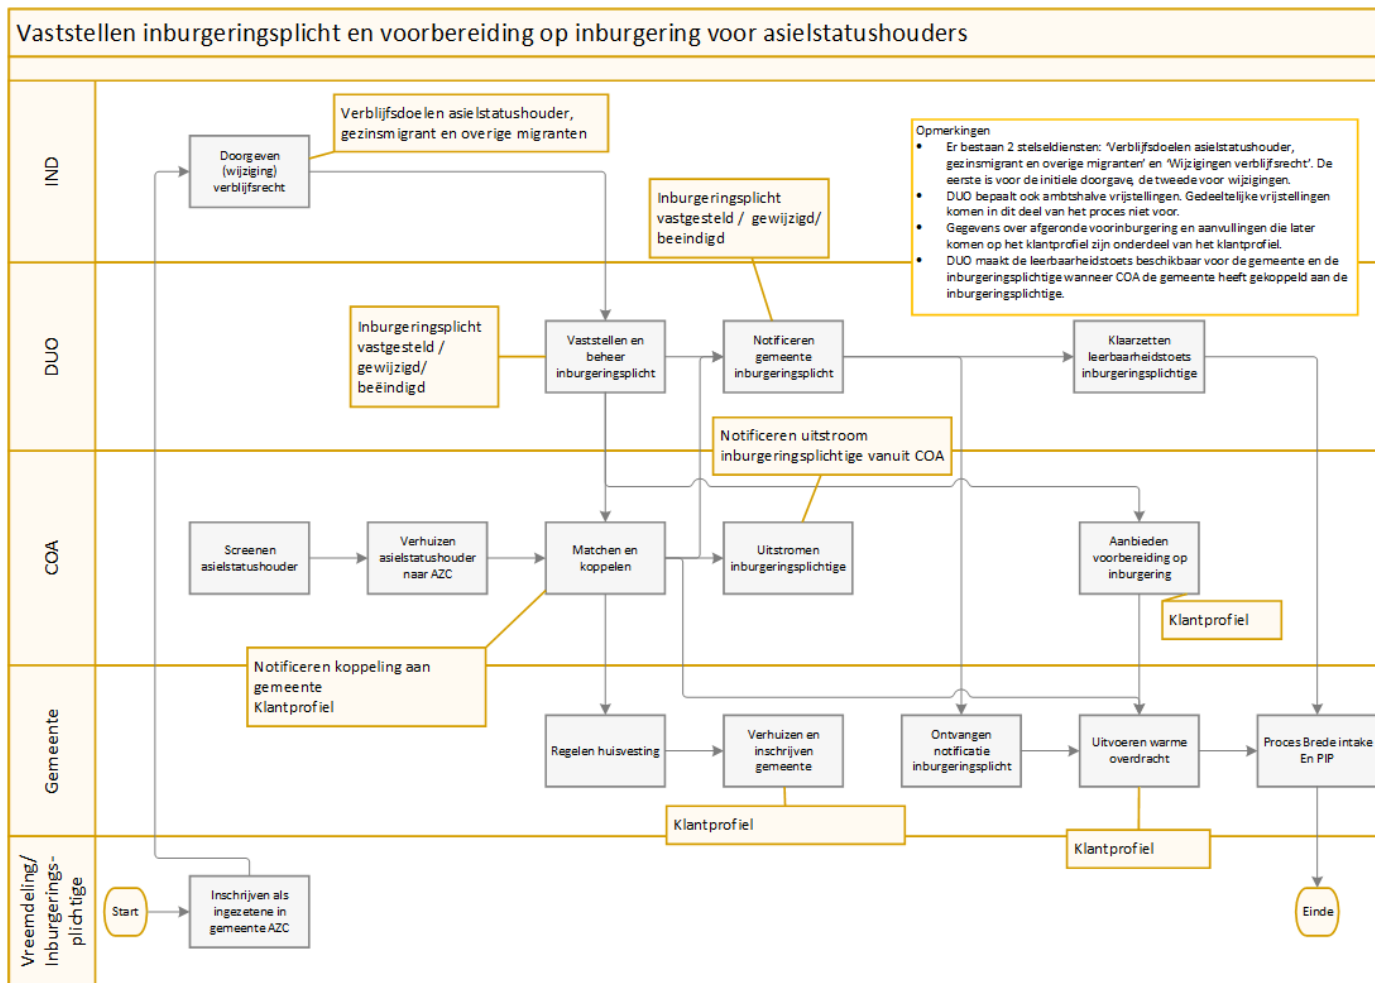 Vaststellen inburgeringsplicht en voorbereiding op inburgering voor asielstatushouders
IND
Doorgeven
(wijziging)
verblijfsrecht
Verblijfsdoelen asielstatushouder,
gezinsmigrant en overige migranten
Inburgeringsplicht
vastgesteld / gewijzigd/
beeindigd
Opmerkingen
• Er bestaan 2 stelseldiensten: ‘Verblijfsdoelen asielstatushouder,
gezinsmigrant en overige migranten’ en ‘Wijzigingen verblijfsrecht’. De
eerste is voor de initiele doorgave, de tweede voor wijzigingen.
• DUO bepaalt ook ambtshalve vrijstellingen. Gedeeltelijke vrijstellingen
komen in dit deel van het proces niet voor.
• Gegevens over afgeronde voorinburgering en aanvullingen die later
komen op het klantprofiel zijn onderdeel van het klantprofiel.
• DUO maakt de leerbaarheidstoets beschikbaar voor de gemeente en de
inburgeringsplichtige wanneer COA de gemeente heeft gekoppeld aan de
inburgeringsplichtige.
DUO
Inburgeringsplicht
vastgesteld /
gewijzigd/
beëindigd
Vaststellen en
beheer
inburgeringsplicht
Notificeren
gemeente
inburgeringsplicht
Klaarzetten
leerbaarheidstoets
inburgeringsplichtige
Notificeren uitstroom
inburgeringsplichtige vanuit COA
COA
Screenen
asielstatushouder
Verhuizen
asielstatushouder
naar AZC
Matchen en
koppelen
Uitstromen
inburgeringsplichtige
Aanbieden
voorbereiding op
inburgering
Klantprofiel
Notificeren koppeling aan
gemeente
Klantprofiel
Gemeente
Regelen huisvesting
Verhuizen en
inschrijven
gemeente
Ontvangen
notificatie
inburgeringsplicht
Uitvoeren warme
overdracht
Proces Brede intake
En PIP
Klantprofiel
Klantprofiel
Vreemdeling/
Inburgerings-
plichtige
Start
Inschrijven als
ingezetene in
gemeente AZC
Einde